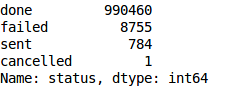 done 990460
failed 8755
sent 784
cancelled 1
Name: status, dtype: int64